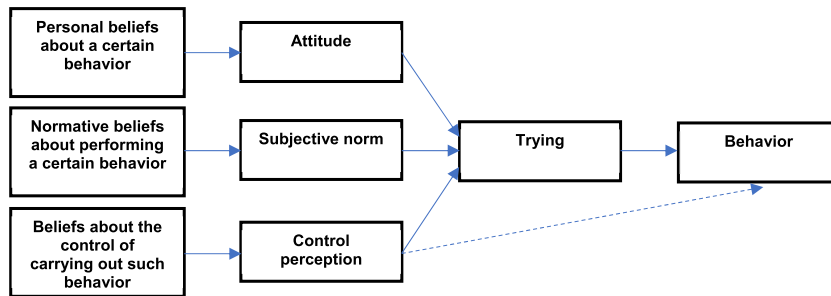 Personal beliefs
about a certain
behavior
Attitude
Normative beliefs
about performing
a certain behavior
Subjective norm
Trying
Behavior
Beliefs about the
control of
carrying out such
behavior
Control
perception